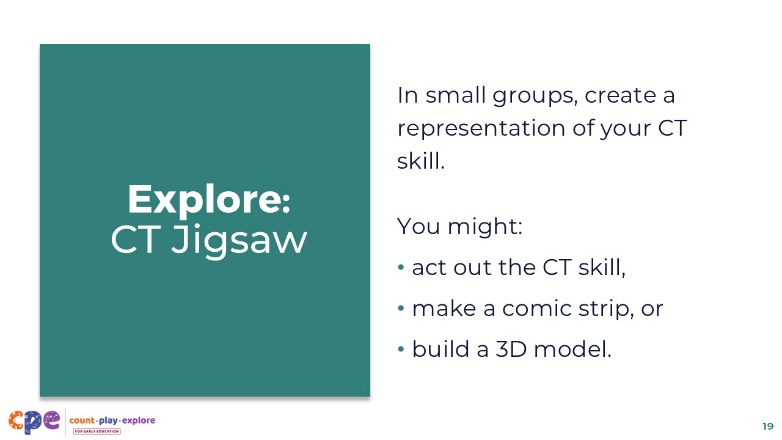 Explore:
CT Jigsaw
In small groups, create a
representation of your CT
skill.
You might:
• act out the CT skill,
• make a comic strip, or
• build a 3D model.
cpe
count·play·explore
FOR EARLY EDUCATION
19